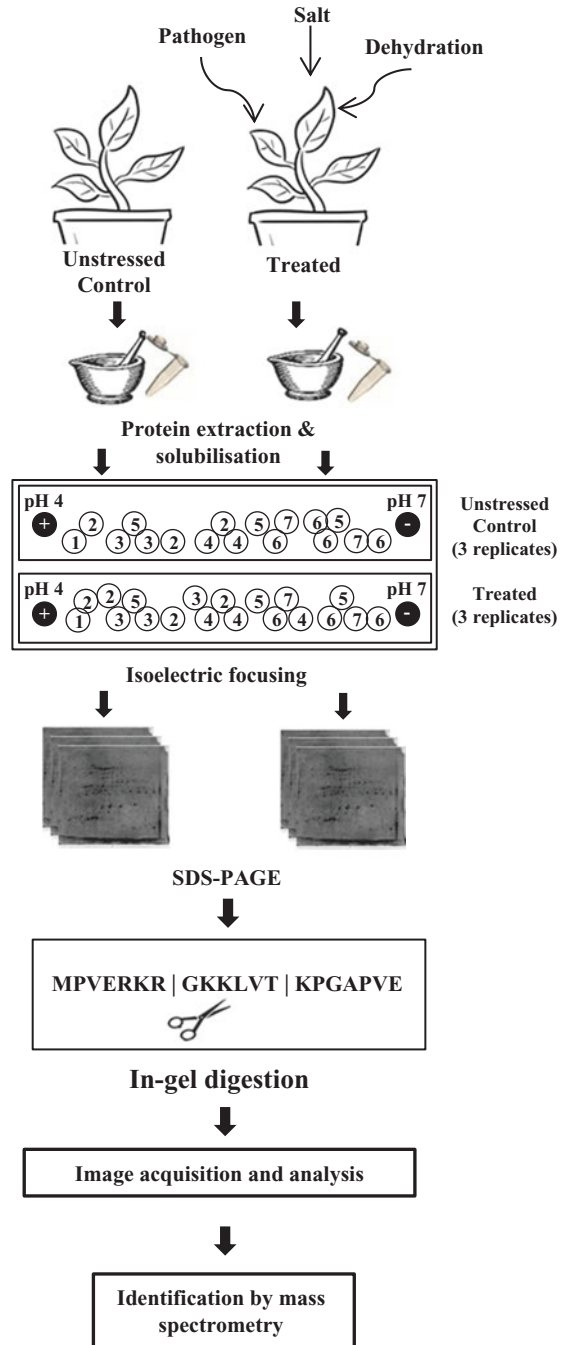 Salt
Pathogen
Dehydration
Unstressed
Control
Treated
Protein extraction &
solubilisation
pH 4
pH 7
+ 1 2 3 5 3 2 4 2 4 5 6 7 6 6 5 7 6 -
Unstressed
Control
(3 replicates)
pH 4
pH 7
+ 1 2 2 3 5 3 2 3 4 2 4 5 6 7 4 6 5 7 6 -
Treated
(3 replicates)
Isoelectric focusing
SDS-PAGE
MPVERKR | GKKLVT | KPGAPVE
In-gel digestion
Image acquisition and analysis
Identification by mass
spectrometry